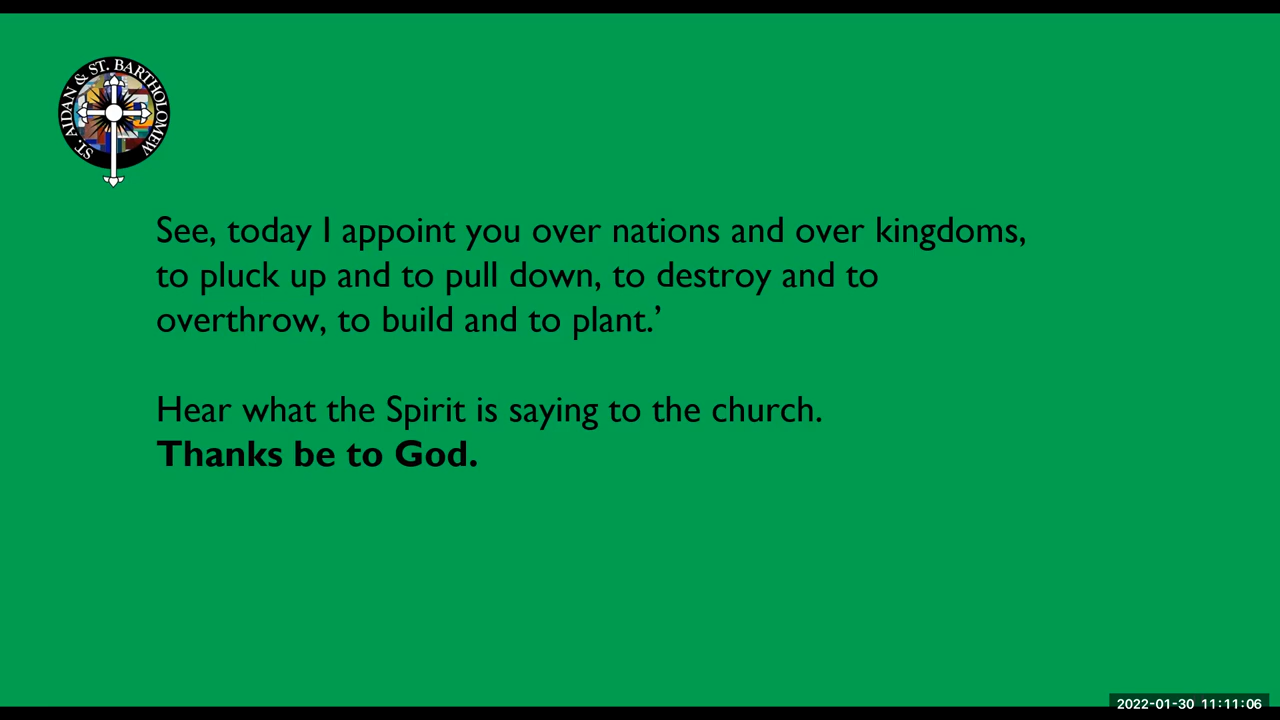 ST. AIDAN & ST. BARTHOLOMEW
See, today I appoint you over nations and over kingdoms,
to pluck up and to pull down, to destroy and to
overthrow, to build and to plant.’
Hear what the Spirit is saying to the church.
Thanks be to God.
2022-01-30 11:11:06